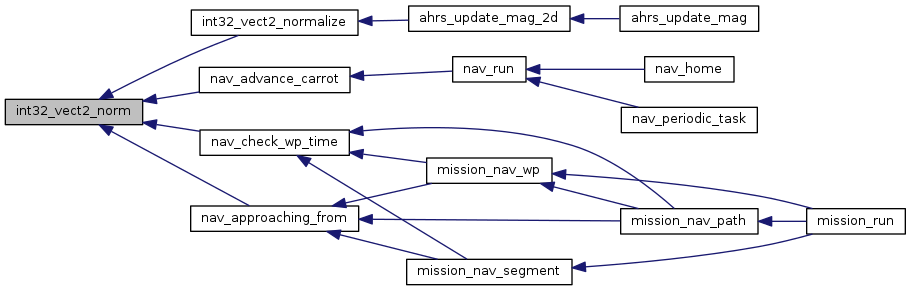 int32_vect2_norm
int32_vect2_normalize
ahrs_update_mag_2d
ahrs_update_mag
nav_advance_carrot
nav_run
nav_home
nav_periodic_task
nav_check_wp_time
mission_nav_wp
nav_approaching_from
mission_nav_path
mission_run
mission_nav_segment